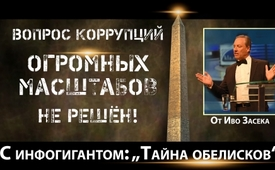 ВОПРОС КОРРУПЦИЙ
ОГРОМНЫХ
МАСШТАБОВ
НЕ РЕШЁН!
От Иво Засека
С инфогигантом: „Тайна обелисков“